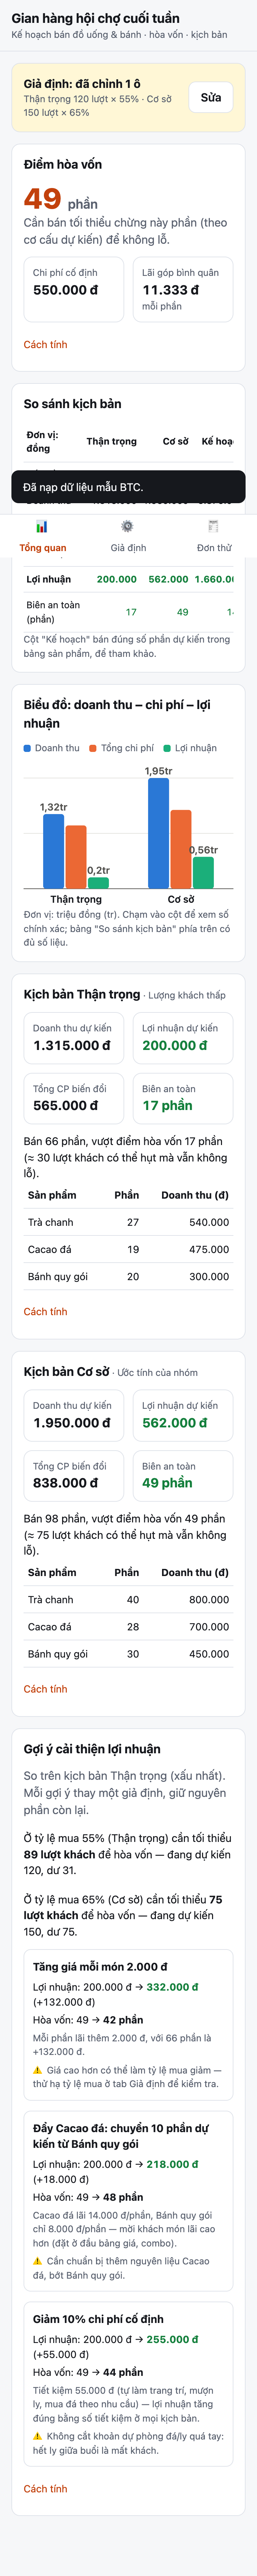 Gian hàng hội chợ cuối tuần
Kế hoạch bán đồ uống & bánh · hòa vốn · kịch bản
Giả định: đã chỉnh 1 ô
Thận trọng 120 lượt × 55% · Cơ sở
150 lượt × 65%
Sửa
Điểm hòa vốn
49 phần
Cần bán tối thiểu chừng này phần (theo
cơ cấu dự kiến) để không lỗ.
Chi phí cố định
550.000 đ
Lãi góp bình quân
11.333 đ
mỗi phần
Cách tính
So sánh kịch bản
Đơn vị:
đồng
Thận trọng
Cơ sở
Kế hoạ
Đã nạp dữ liệu mẫu BTC.
Tổng quan
Giả định
Đơn thử
Lợi nhuận 200.000 562.000 1.660.0
Biên an toàn
(phần)
17 49 1
Cột "Kế hoạch" bán đúng số phần dự kiến trong
bảng sản phẩm, để tham khảo.
Biểu đồ: doanh thu – chi phí – lợi
nhuận
Doanh thu Tổng chi phí Lợi nhuận
1,95tr
1,32tr
0,56tr
0,2tr
Thận trọng Cơ sở
Đơn vị: triệu đồng (tr). Chạm vào cột để xem số
chính xác; bảng "So sánh kịch bản" phía trên có
đủ số liệu.
Kịch bản Thận trọng · Lượng khách thấp
Doanh thu dự kiến
1.315.000 đ
Lợi nhuận dự kiến
200.000 đ
Tổng CP biến đổi
565.000 đ
Biên an toàn
17 phần
Bán 66 phần, vượt điểm hòa vốn 17 phần
(≈ 30 lượt khách có thể hụt mà vẫn không
lỗ).
Sản phẩm Phần Doanh thu (đ)
Trà chanh 27 540.000
Cacao đá 19 475.000
Bánh quy gói 20 300.000
Cách tính
Kịch bản Cơ sở · Ước tính của nhóm
Doanh thu dự kiến
1.950.000 đ
Lợi nhuận dự kiến
562.000 đ
Tổng CP biến đổi
838.000 đ
Biên an toàn
49 phần
Bán 98 phần, vượt điểm hòa vốn 49 phần
(≈ 75 lượt khách có thể hụt mà vẫn không
lỗ).
Sản phẩm Phần Doanh thu (đ)
Trà chanh 40 800.000
Cacao đá 28 700.000
Bánh quy gói 30 450.000
Cách tính
Gợi ý cải thiện lợi nhuận
So trên kịch bản Thận trọng (xấu nhất).
Mỗi gợi ý thay một giả định, giữ nguyên
phần còn lại.
Ở tỷ lệ mua 55% (Thận trọng) cần tối thiểu
89 lượt khách để hòa vốn — đang dự kiến
120, dư 31.
Ở tỷ lệ mua 65% (Cơ sở) cần tối thiểu 75
lượt khách để hòa vốn — đang dự kiến
150, dư 75.
Tăng giá mỗi món 2.000 đ
Lợi nhuận: 200.000 đ → 332.000 đ
(+132.000 đ)
Hòa vốn: 49 → 42 phần
Mỗi phần lãi thêm 2.000 đ, với 66 phần là
+132.000 đ.
⚠️ Giá cao hơn có thể làm tỷ lệ mua giảm —
thử hạ tỷ lệ mua ở tab Giả định để kiểm tra.
Đẩy Cacao đá: chuyển 10 phần dự
kiến từ Bánh quy gói
Lợi nhuận: 200.000 đ → 218.000 đ
(+18.000 đ)
Hòa vốn: 49 → 48 phần
Cacao đá lãi 14.000 đ/phần, Bánh quy gói
chỉ 8.000 đ/phần — mời khách món lãi cao
hơn (đặt ở đầu bảng giá, combo).
⚠️ Cần chuẩn bị thêm nguyên liệu Cacao
đá, bớt Bánh quy gói.
Giảm 10% chi phí cố định
Lợi nhuận: 200.000 đ → 255.000 đ
(+55.000 đ)
Hòa vốn: 49 → 44 phần
Tiết kiệm 55.000 đ (tự làm trang trí, mượn
ly, mua đá theo nhu cầu) — lợi nhuận tăng
đúng bằng số tiết kiệm ở mọi kịch bản.
⚠️ Không cắt khoản dự phòng đá/ly quá tay:
hết ly giữa buổi là mất khách.
Cách tính